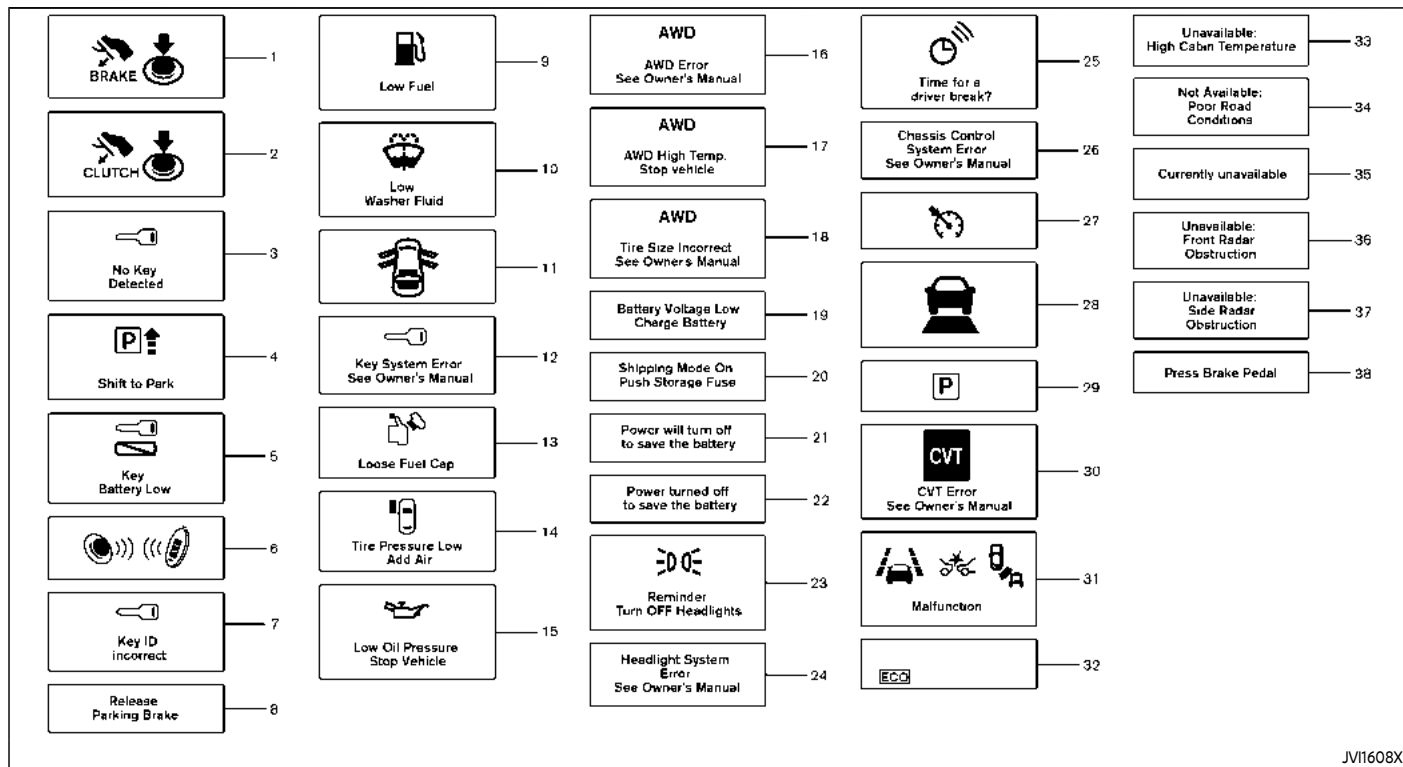 BRAKE
1
CLUTCH
2
No Key
Detected
3
P
Shift to Park
4
Key
Battery Low
5
6
Key ID
incorrect
7
Release
Parking Brake
8
Low Fuel
9
Low
Washer Fluid
10
11
Key System Error
See Owner's Manual
12
Loose Fuel Cap
13
Tire Pressure Low
Add Air
14
Low Oil Pressure
Stop Vehicle
15
AWD
AWD Error
See Owner's Manual
16
AWD
AWD High Temp.
Stop vehicle
17
AWD
Tire Size Incorrect
See Owner's Manual
18
Battery Voltage Low
Charge Battery
19
Shipping Mode On
Push Storage Fuse
20
Power will turn off
to save the battery
21
Power turned off
to save the battery
22
Reminder
Turn OFF Headlights
23
Headlight System
Error
See Owner's Manual
24
Time for a
driver break?
25
Chassis Control
System Error
See Owner's Manual
26
27
28
P
29
CVT
CVT Error
See Owner's Manual
30
Malfunction
31
ECO
32
Unavailable:
High Cabin Temperature
33
Not Available:
Poor Road
Conditions
34
Currently unavailable
35
Unavailable:
Front Radar
Obstruction
36
Unavailable:
Side Radar
Obstruction
37
Press Brake Pedal
38
JVI1608X